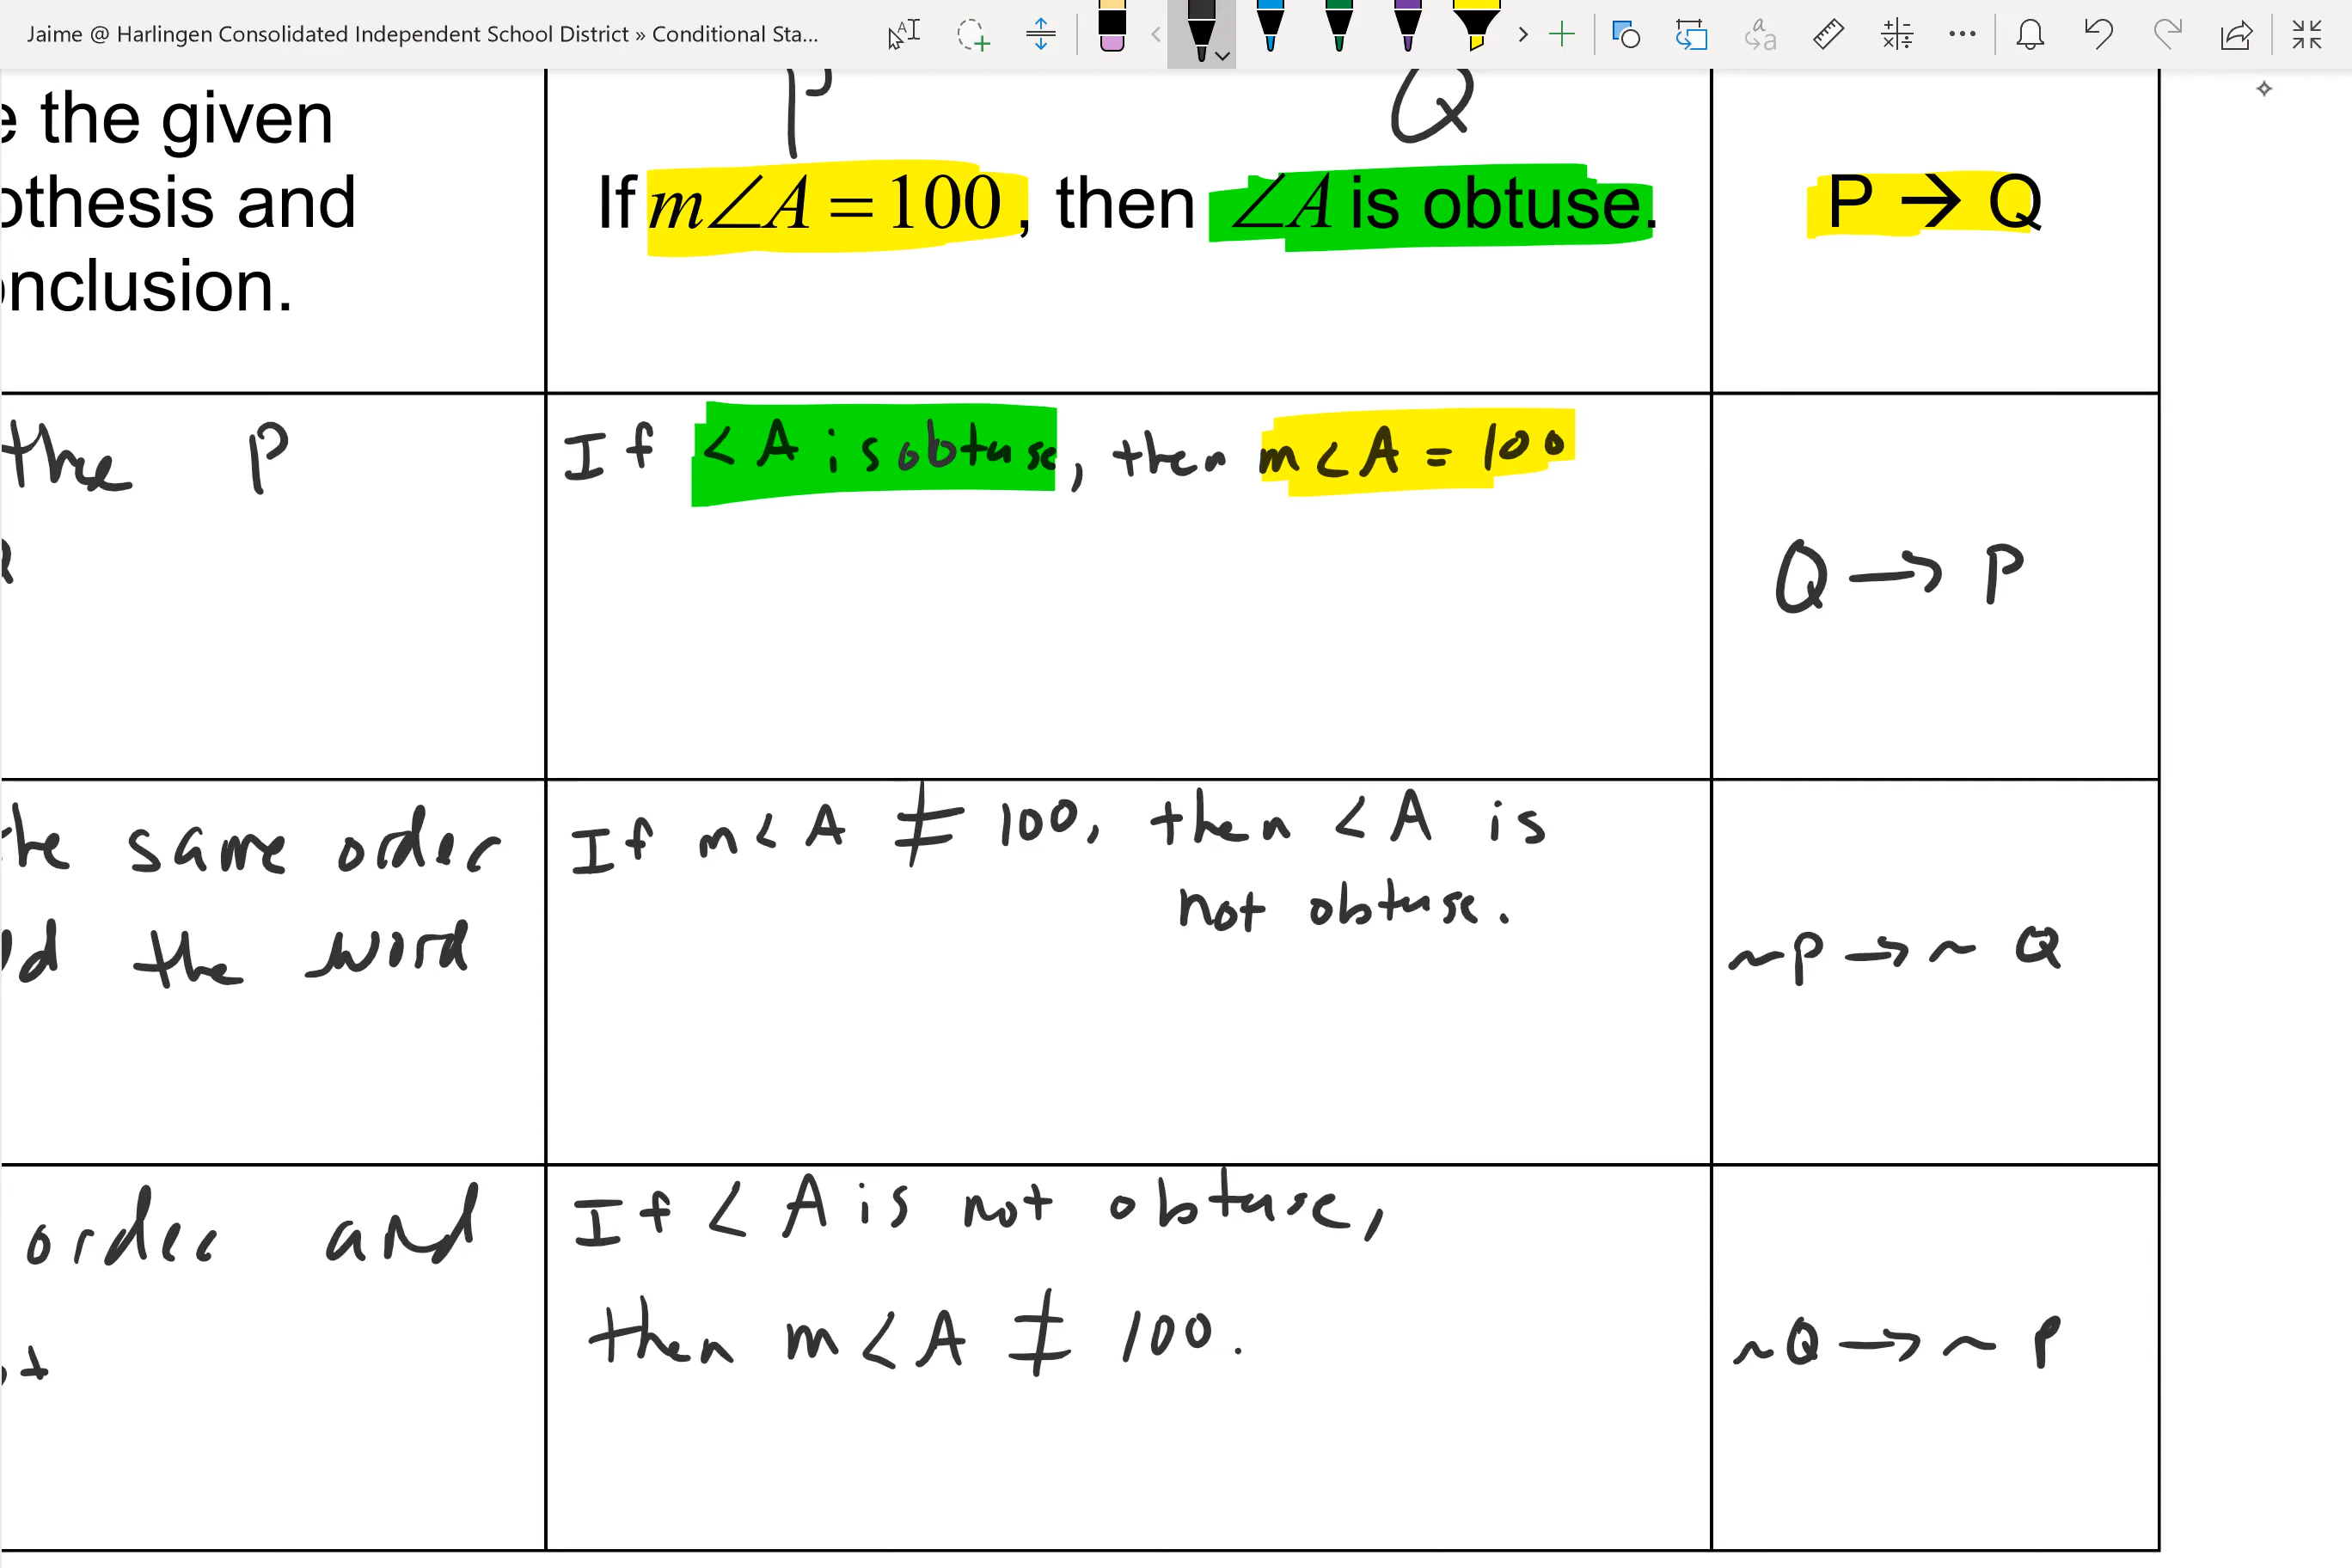 Jaime @ Harlingen Consolidated Independent School District » Conditional Sta...
P Q
e the given
othesis and
nclusion.
If m∠A = 100, then ∠A is obtuse.
P → Q
the P
If <A is obtuse, then m<A = 100
Q → P
the same order
d the word
If m<A ≠ 100, then <A is
not obtuse.
~P → ~Q
order and
If <A is not obtuse,
then m<A ≠ 100.
~Q → ~P